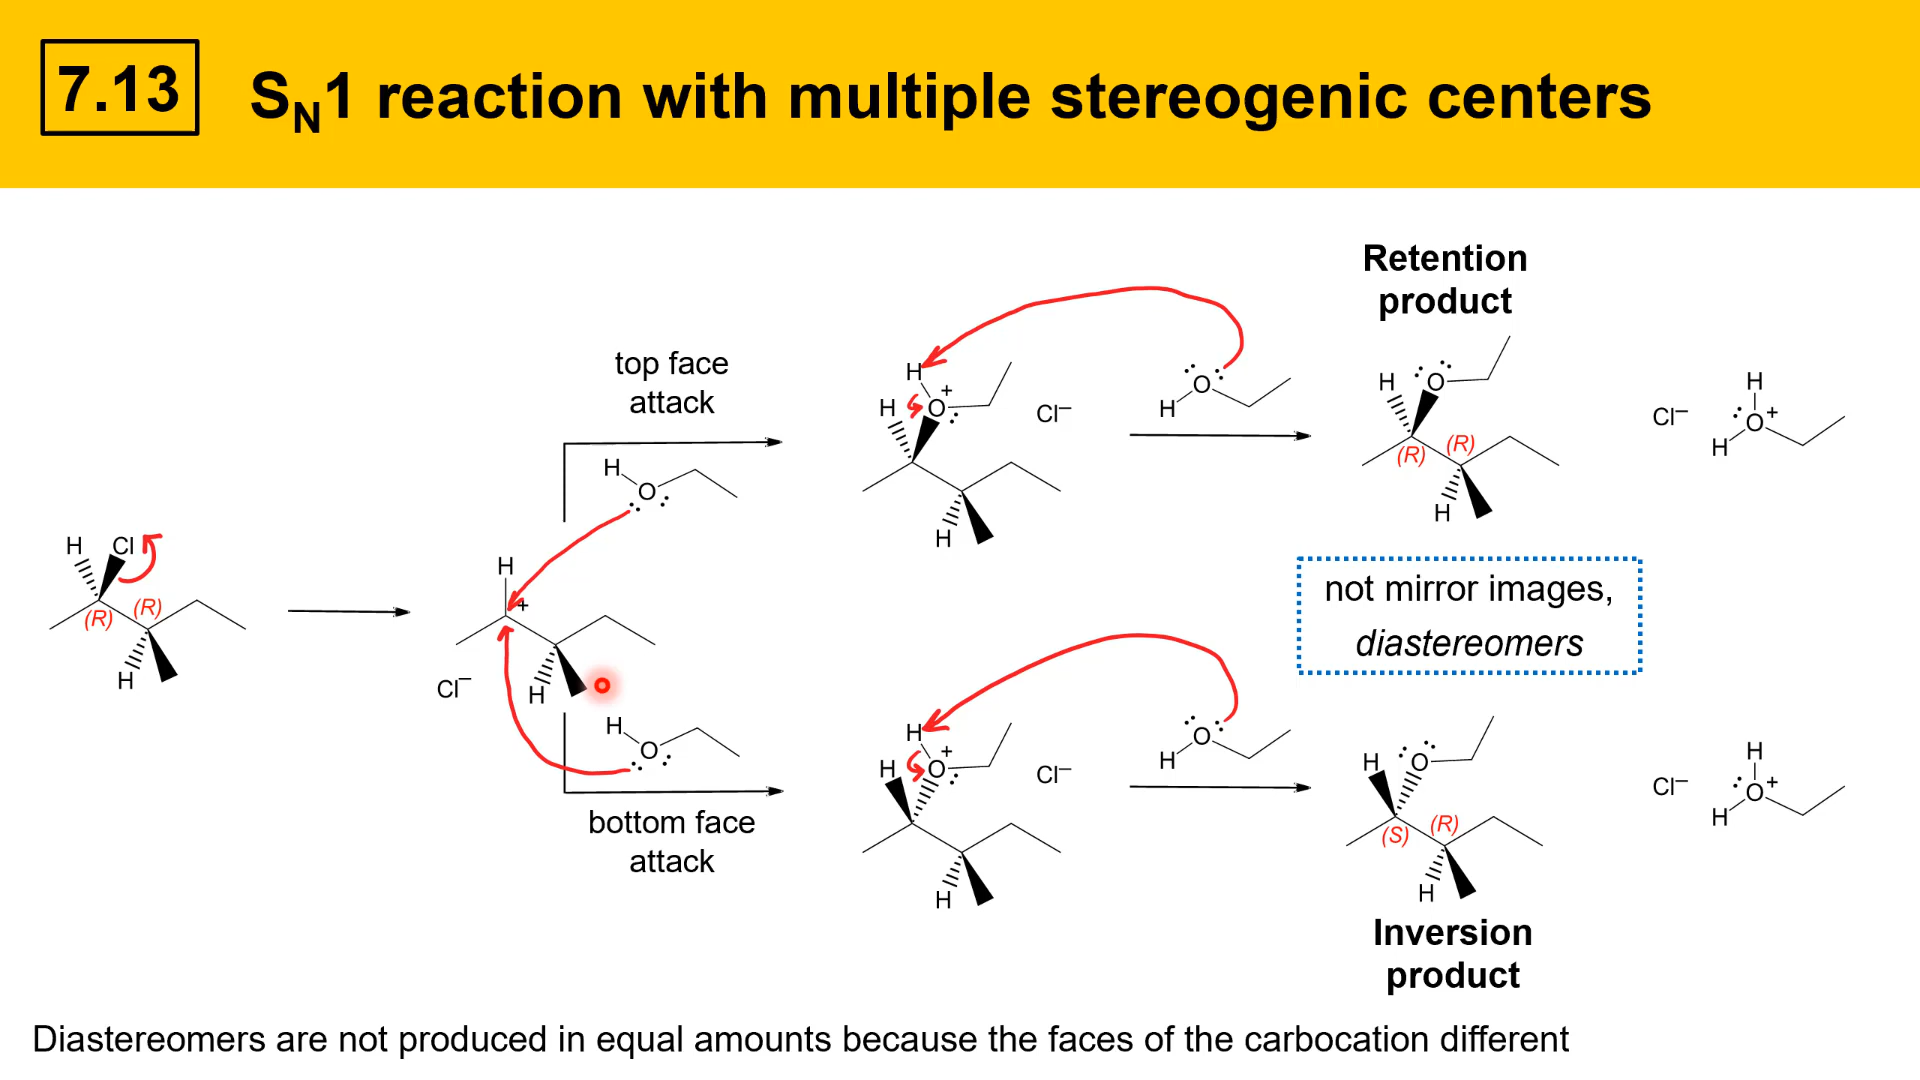 7.13
SN1 reaction with multiple stereogenic centers
Retention
product
top face
attack
H
H O +
Cl–
H
H O
H O
Cl– H O + H
(R) (R)
H
H
H O
H Cl
(R) (R)
H
H
+
Cl–
H
not mirror images,
diastereomers
H O
H
H O +
Cl–
H
H O
H O
Cl– H O + H
(S) (R)
H
bottom face
attack
Inversion
product
Diastereomers are not produced in equal amounts because the faces of the carbocation different